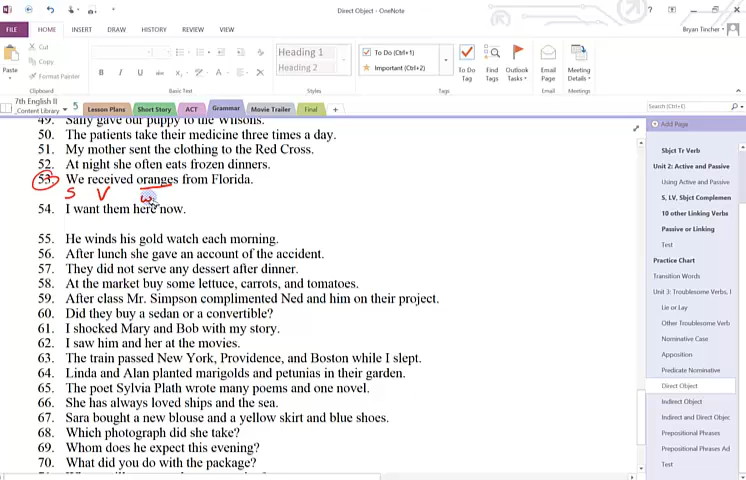 Direct Object - OneNote
FILE HOME INSERT DRAW HISTORY REVIEW VIEW Bryan Tincher
Paste
Cut
Copy
Format Painter
Clipboard
B I U abc
Basic Text
Heading 1
Heading 2
Styles
To Do (Ctrl+1)
Important (Ctrl+2)
To Do Tag
Find Tags
Outlook Tasks
Tags
Email Page
Email
Meeting Details
Meetings
7th English II
_Content Library
5 Lesson Plans Short Story ACT Grammar Movie Trailer Final +
Search (Ctrl+E)
49. Sally gave our puppy to the Wilsons.
50. The patients take their medicine three times a day.
51. My mother sent the clothing to the Red Cross.
52. At night she often eats frozen dinners.
53. We received oranges from Florida.
S V w
54. I want them here now.
55. He winds his gold watch each morning.
56. After lunch she gave an account of the accident.
57. They did not serve any dessert after dinner.
58. At the market buy some lettuce, carrots, and tomatoes.
59. After class Mr. Simpson complimented Ned and him on their project.
60. Did they buy a sedan or a convertible?
61. I shocked Mary and Bob with my story.
62. I saw him and her at the movies.
63. The train passed New York, Providence, and Boston while I slept.
64. Linda and Alan planted marigolds and petunias in their garden.
65. The poet Sylvia Plath wrote many poems and one novel.
66. She has always loved ships and the sea.
67. Sara bought a new blouse and a yellow skirt and blue shoes.
68. Which photograph did she take?
69. Whom does he expect this evening?
70. What did you do with the package?
Add Page
Sbjct Tr Verb
Unit 2: Active and Passive
Using Active and Passive
S, LV, Sbjct Complemen
10 other Linking Verbs
Passive or Linking
Test
Practice Chart
Transition Words
Unit 3: Troublesome Verbs, I
Lie or Lay
Other Troublesome Verb
Nominative Case
Apposition
Predicate Nominative
Direct Object
Indirect Object
Indirect and Direct Objec
Prepositional Phrases
Prepositional Phrases Ad
Test